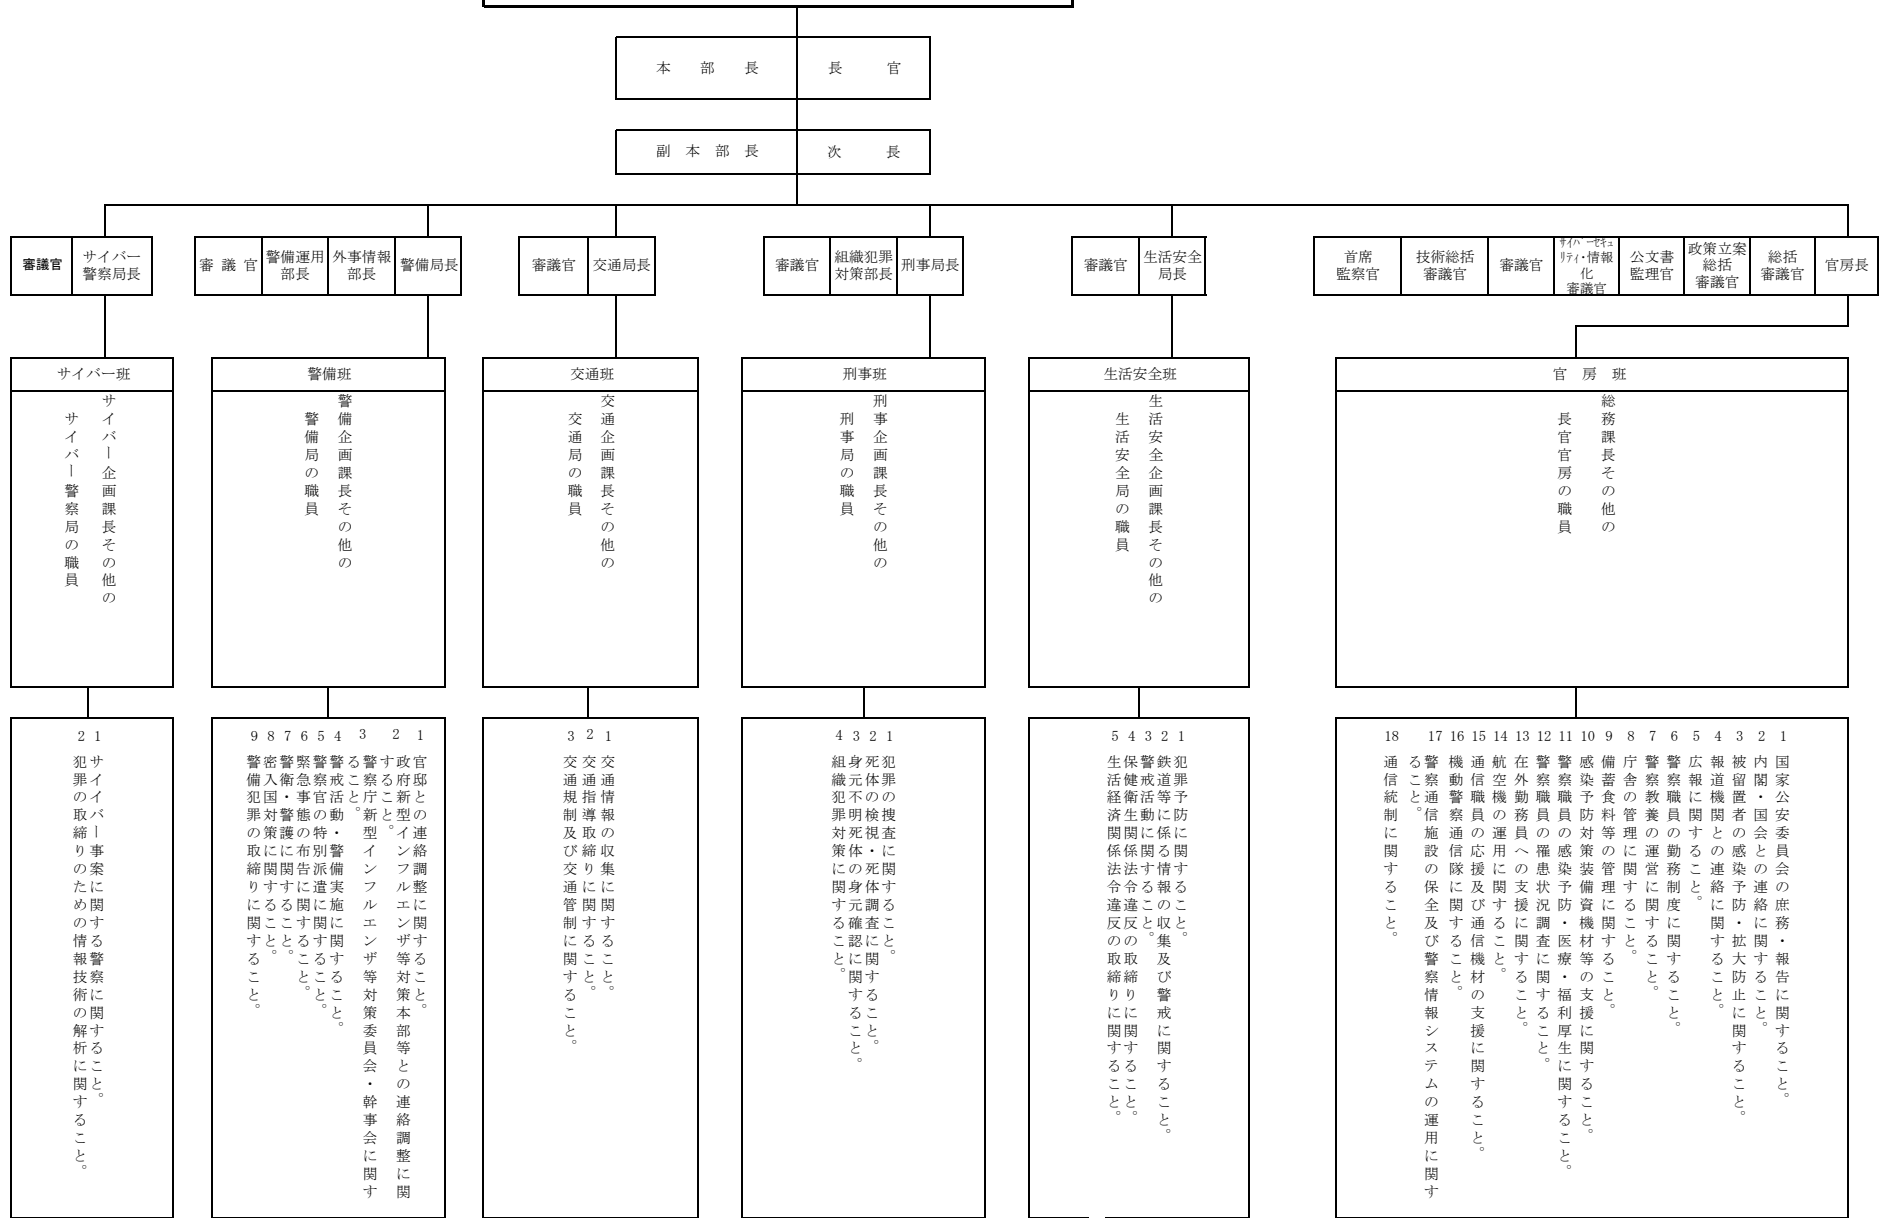 本部長 長官
副本部長 次長
官房長
総括
審議官
政策立案
総括
審議官
公文書
監理官
サイバーセキュ
リティ・情報
化
審議官
審議官
技術総括
審議官
首席
監察官
生活安全
局長
審議官
刑事局長
組織犯罪
対策部長
審議官
交通局長
審議官
警備局長
外事情報
部長
警備運用
部長
審議官
サイバー
警察局長
審議官
官房班
総務課長その他の
長官官房の職員
1 国家公安委員会の庶務・報告に関すること。
2 内閣・国会との連絡に関すること。
3 被留置者の感染予防・拡大防止に関すること。
4 報道機関との連絡に関すること。
5 広報に関すること。
6 警察職員の勤務制度に関すること。
7 警察教養の運営に関すること。
8 庁舎の管理に関すること。
9 備蓄食料等の管理に関すること。
10 感染予防対策装備資機材等の支援に関すること。
11 警察職員の感染予防・医療・福利厚生に関すること。
12 警察職員の罹患状況調査に関すること。
13 在外勤務員への支援に関すること。
14 航空機の運用に関すること。
15 通信職員の応援及び通信機材の支援に関すること。
16 機動警察通信隊に関すること。
17 警察通信施設の保全及び警察情報システムの運用に関す
ること。
18 通信統制に関すること。
生活安全班
生活安全企画課長その他の
生活安全局の職員
1 犯罪予防に関すること。
2 鉄道等に係る情報の収集及び警戒に関すること。
3 警戒活動に関すること。
4 保健衛生関係法令違反の取締りに関すること。
5 生活経済関係法令違反の取締りに関すること。
刑事班
刑事企画課長その他の
刑事局の職員
1 犯罪の捜査に関すること。
2 死体の検視・死体調査に関すること。
3 身元不明死体の身元確認に関すること。
4 組織犯罪対策に関すること。
交通班
交通企画課長その他の
交通局の職員
1 交通情報の収集に関すること。
2 交通指導取締りに関すること。
3 交通規制及び交通管制に関すること。
警備班
警備企画課長その他の
警備局の職員
1 官邸との連絡調整に関すること。
2 政府新型インフルエンザ等対策本部等との連絡調整に関
すること。
3 警察庁新型インフルエンザ等対策委員会・幹事会に関す
ること。
4 警戒活動・警備実施に関すること。
5 警察官の特別派遣に関すること。
6 緊急事態の布告に関すること。
7 警衛・警護に関すること。
8 密入国対策に関すること。
9 警備犯罪の取締りに関すること。
サイバー班
サイバー企画課長その他の
サイバー警察局の職員
1 サイイバー事案に関する警察に関すること。
2 犯罪の取締りのための情報技術の解析に関すること。